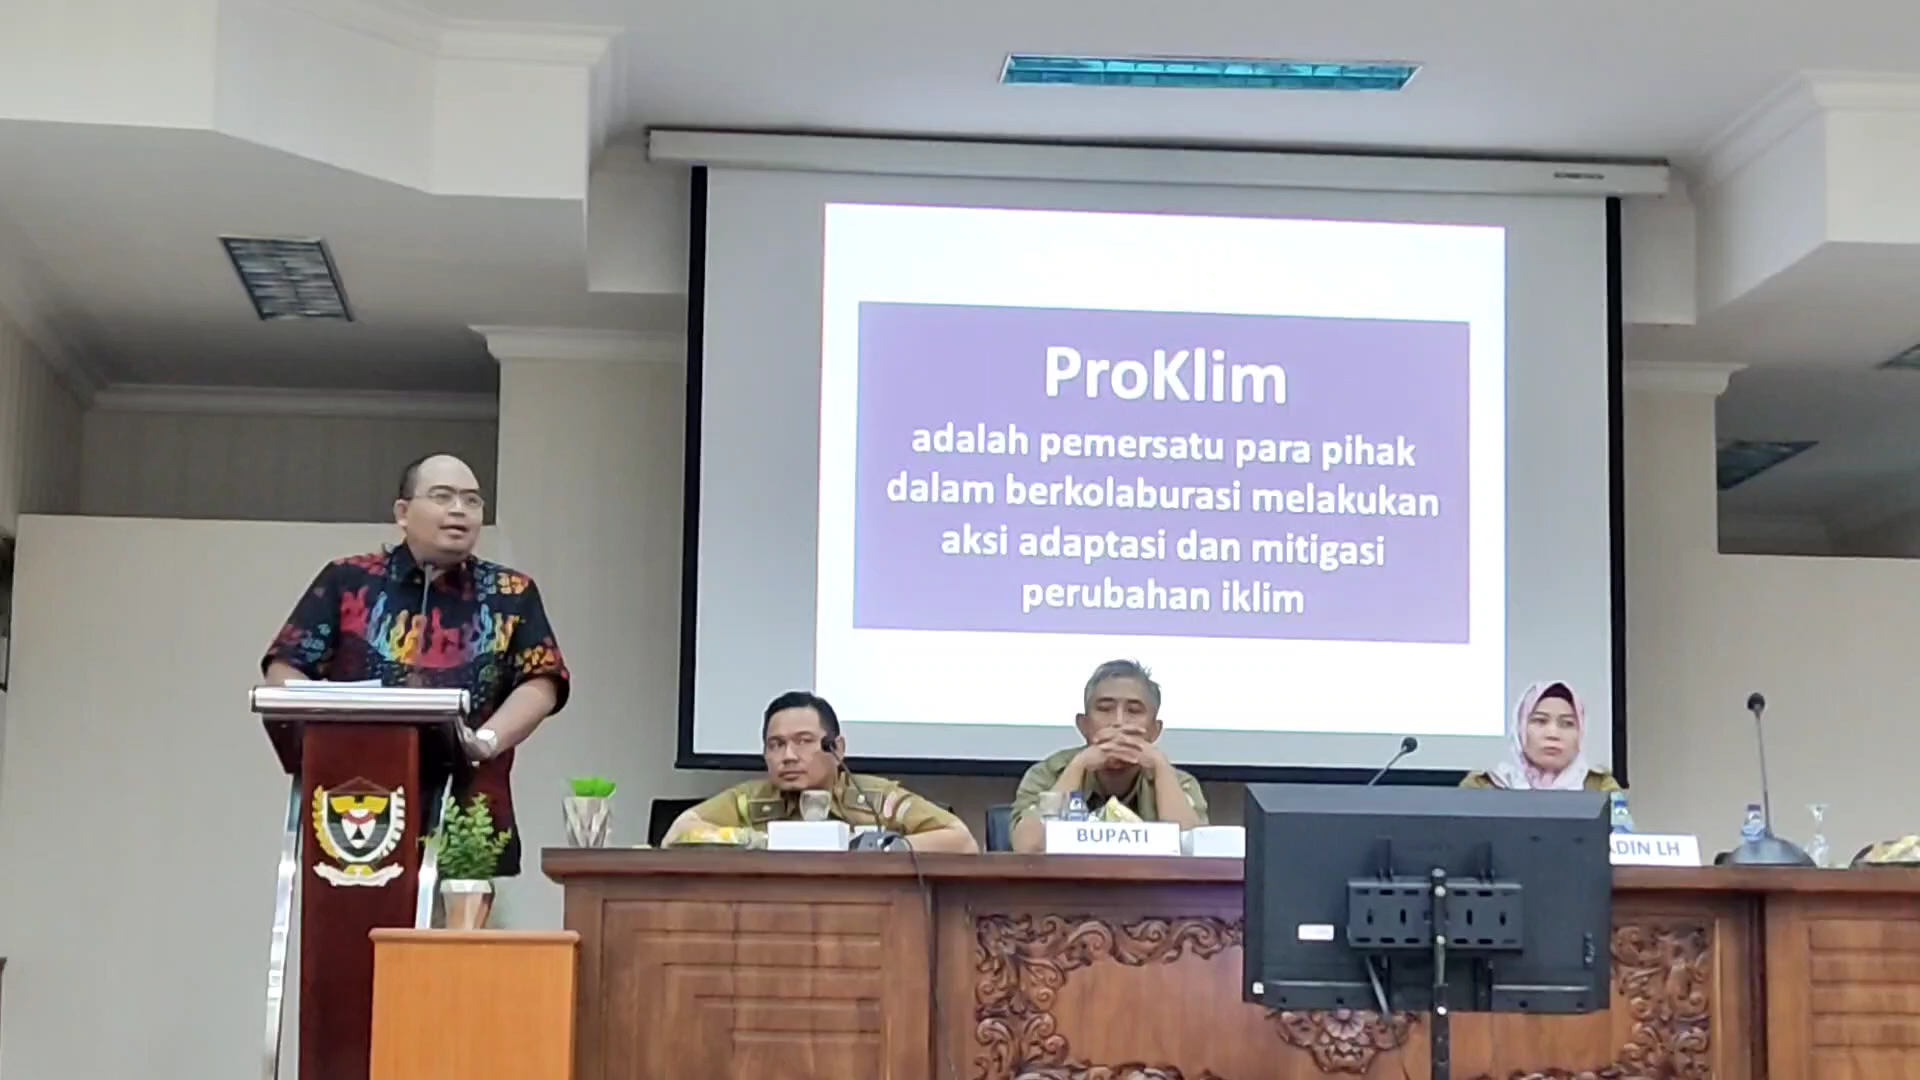 ProKlim
adalah pemersatu para pihak
dalam berkolaburasi melakukan
aksi adaptasi dan mitigasi
perubahan iklim
BUPATI
ADIN LH